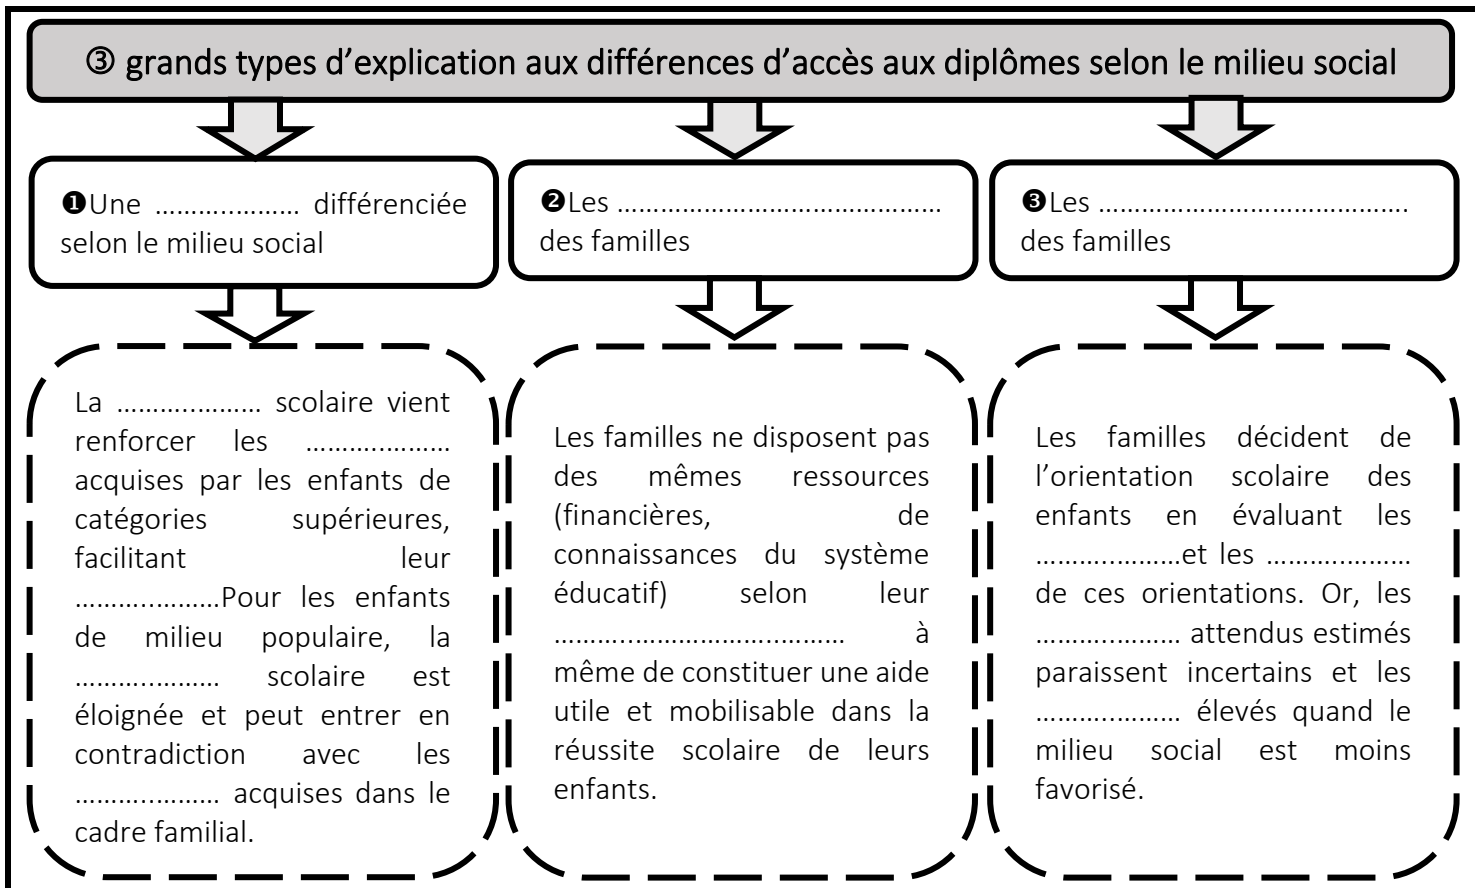 ③ grands types d’explication aux différences d’accès aux diplômes selon le milieu social
❶Une ………..……… différenciée
selon le milieu social
❷Les ……………………………………
des familles
❸Les ………………………………….
des familles
La ………..……… scolaire vient
renforcer les ………..………
acquises par les enfants de
catégories supérieures,
facilitant leur
………..………Pour les enfants
de milieu populaire, la
………..……… scolaire est
éloignée et peut entrer en
contradiction avec les
………..……… acquises dans le
cadre familial.
Les familles ne disposent pas
des mêmes ressources
(financières, de
connaissances du système
éducatif) selon leur
………..……………..……… à
même de constituer une aide
utile et mobilisable dans la
réussite scolaire de leurs
enfants.
Les familles décident de
l’orientation scolaire des
enfants en évaluant les
………..………et les ………..………
de ces orientations. Or, les
………..……… attendus estimés
paraissent incertains et les
………..……… élevés quand le
milieu social est moins
favorisé.